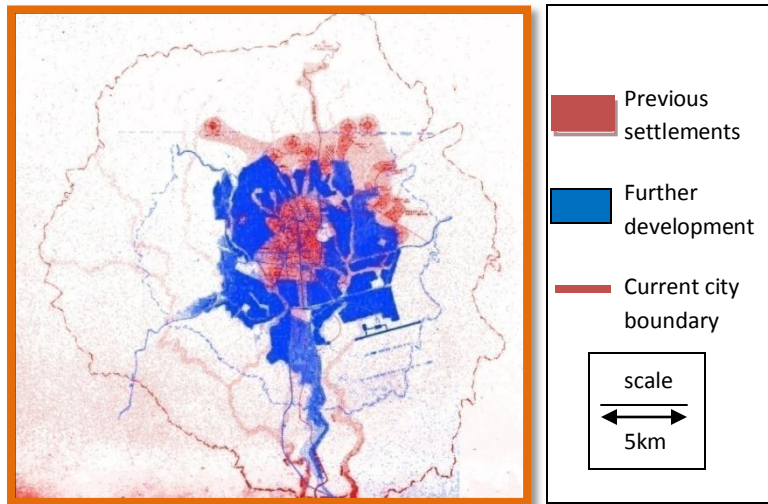 Previous
settlements
Further
development
Current city
boundary
scale
5km